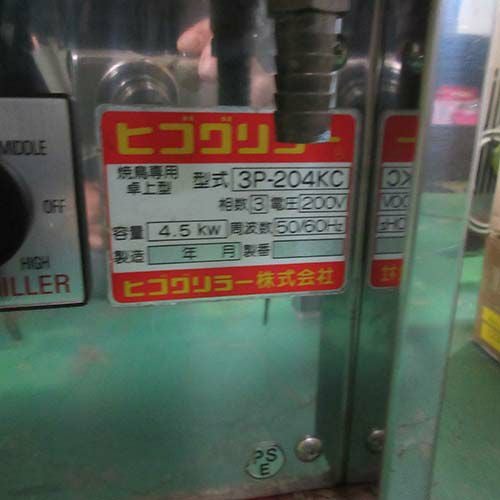 ヒゴグリラー
焼鳥専用
卓上型
型式 3P-204KC
相数 3 電圧 200V
容量 4.5kw 周波数 50/60Hz
製造 年 月 製番
ヒゴグリラー株式会社
MIDDLE
OFF
HIGH
ILLER
PS
E